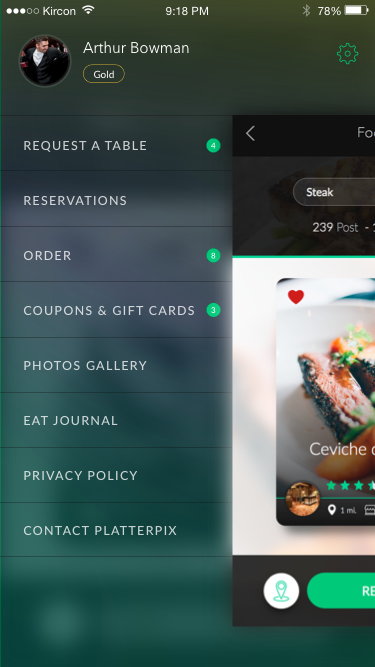 Kircon 9:18 PM 78%
Arthur Bowman
Gold
REQUEST A TABLE 4
RESERVATIONS
ORDER 8
COUPONS & GIFT CARDS 3
PHOTOS GALLERY
EAT JOURNAL
PRIVACY POLICY
CONTACT PLATTERPIX
Foo
Steak
239 Post - 1
Ceviche
1 mi.
RE